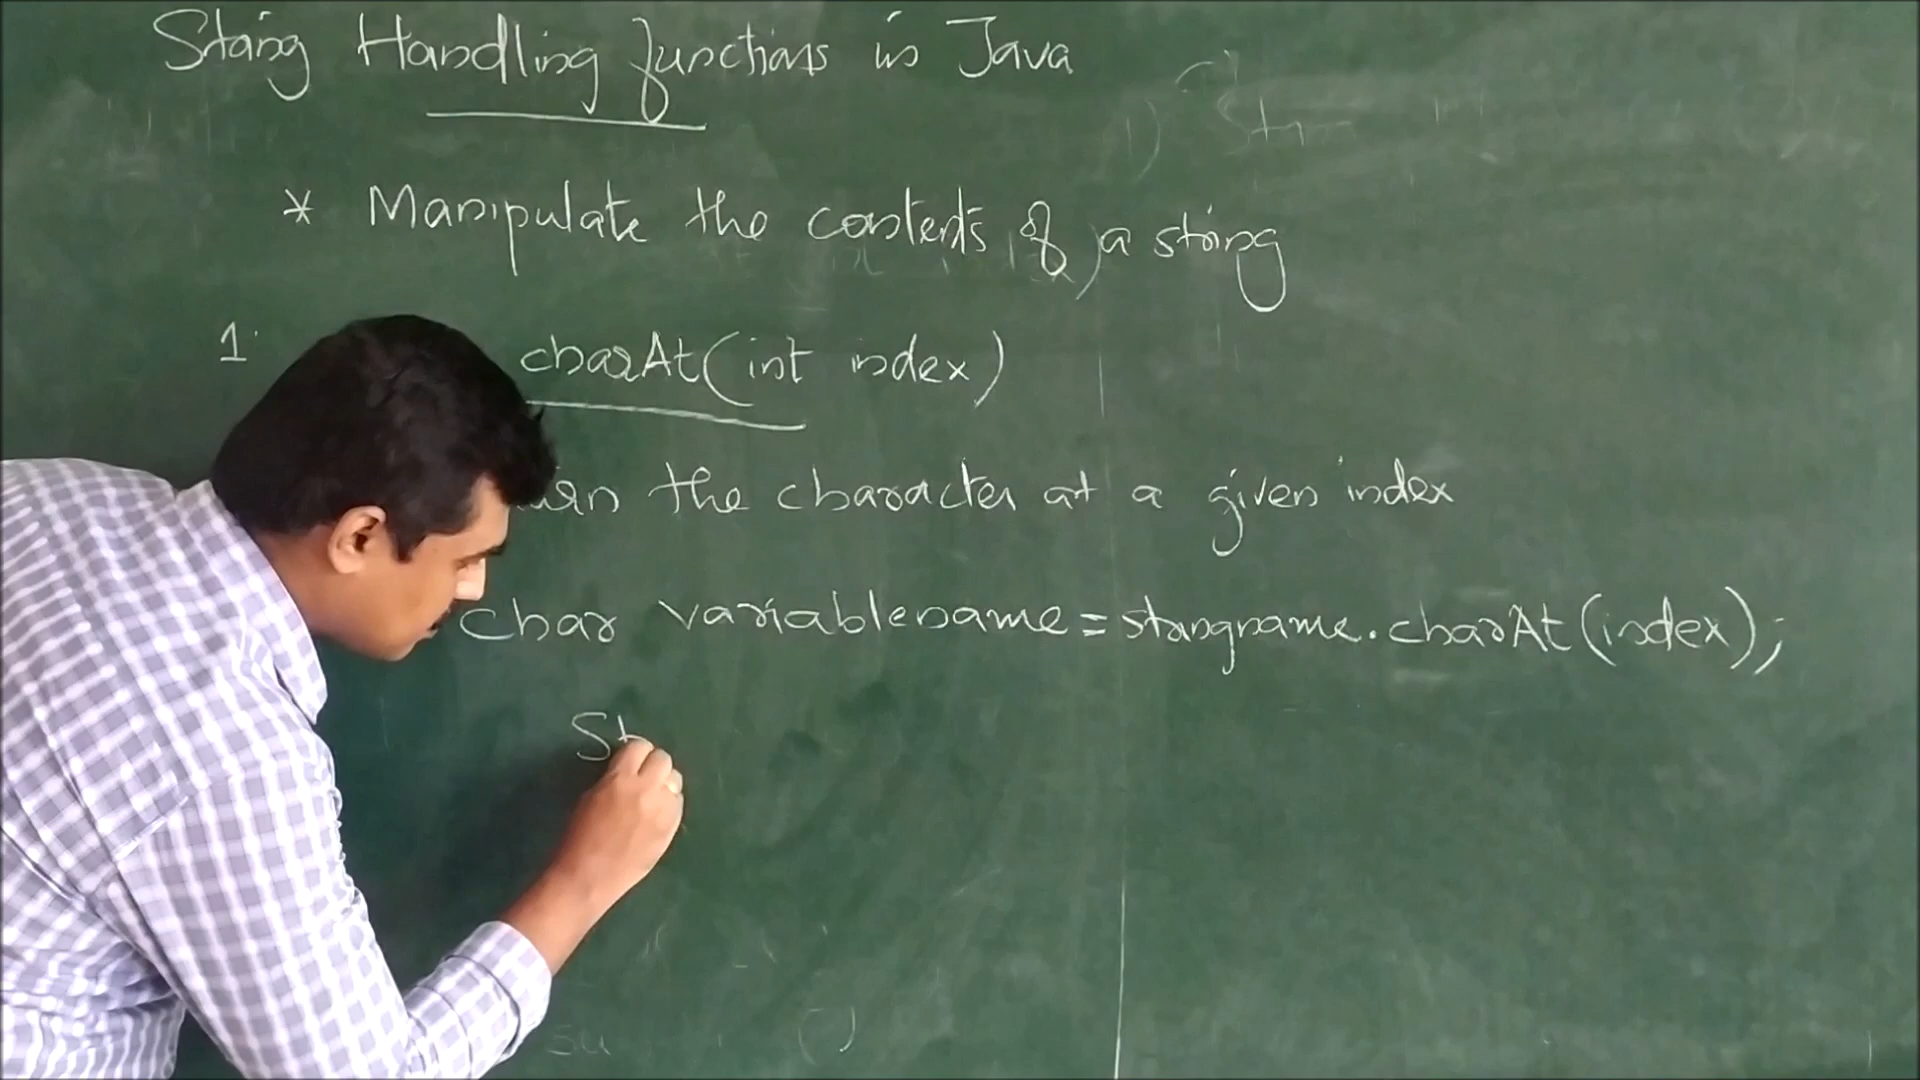 String Handling functions in Java
* Manipulate the contents of a string
1. charAt(int index)
the character at a given index
char variablename=stringname.charAt(index);
St